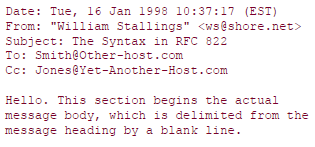 Date: Tue, 16 Jan 1998 10:37:17 (EST)
From: "William Stallings" <ws@shore.net>
Subject: The Syntax in RFC 822
To: Smith@Other-host.com
Cc: Jones@Yet-Another-Host.com

Hello. This section begins the actual
message body, which is delimited from the
message heading by a blank line.